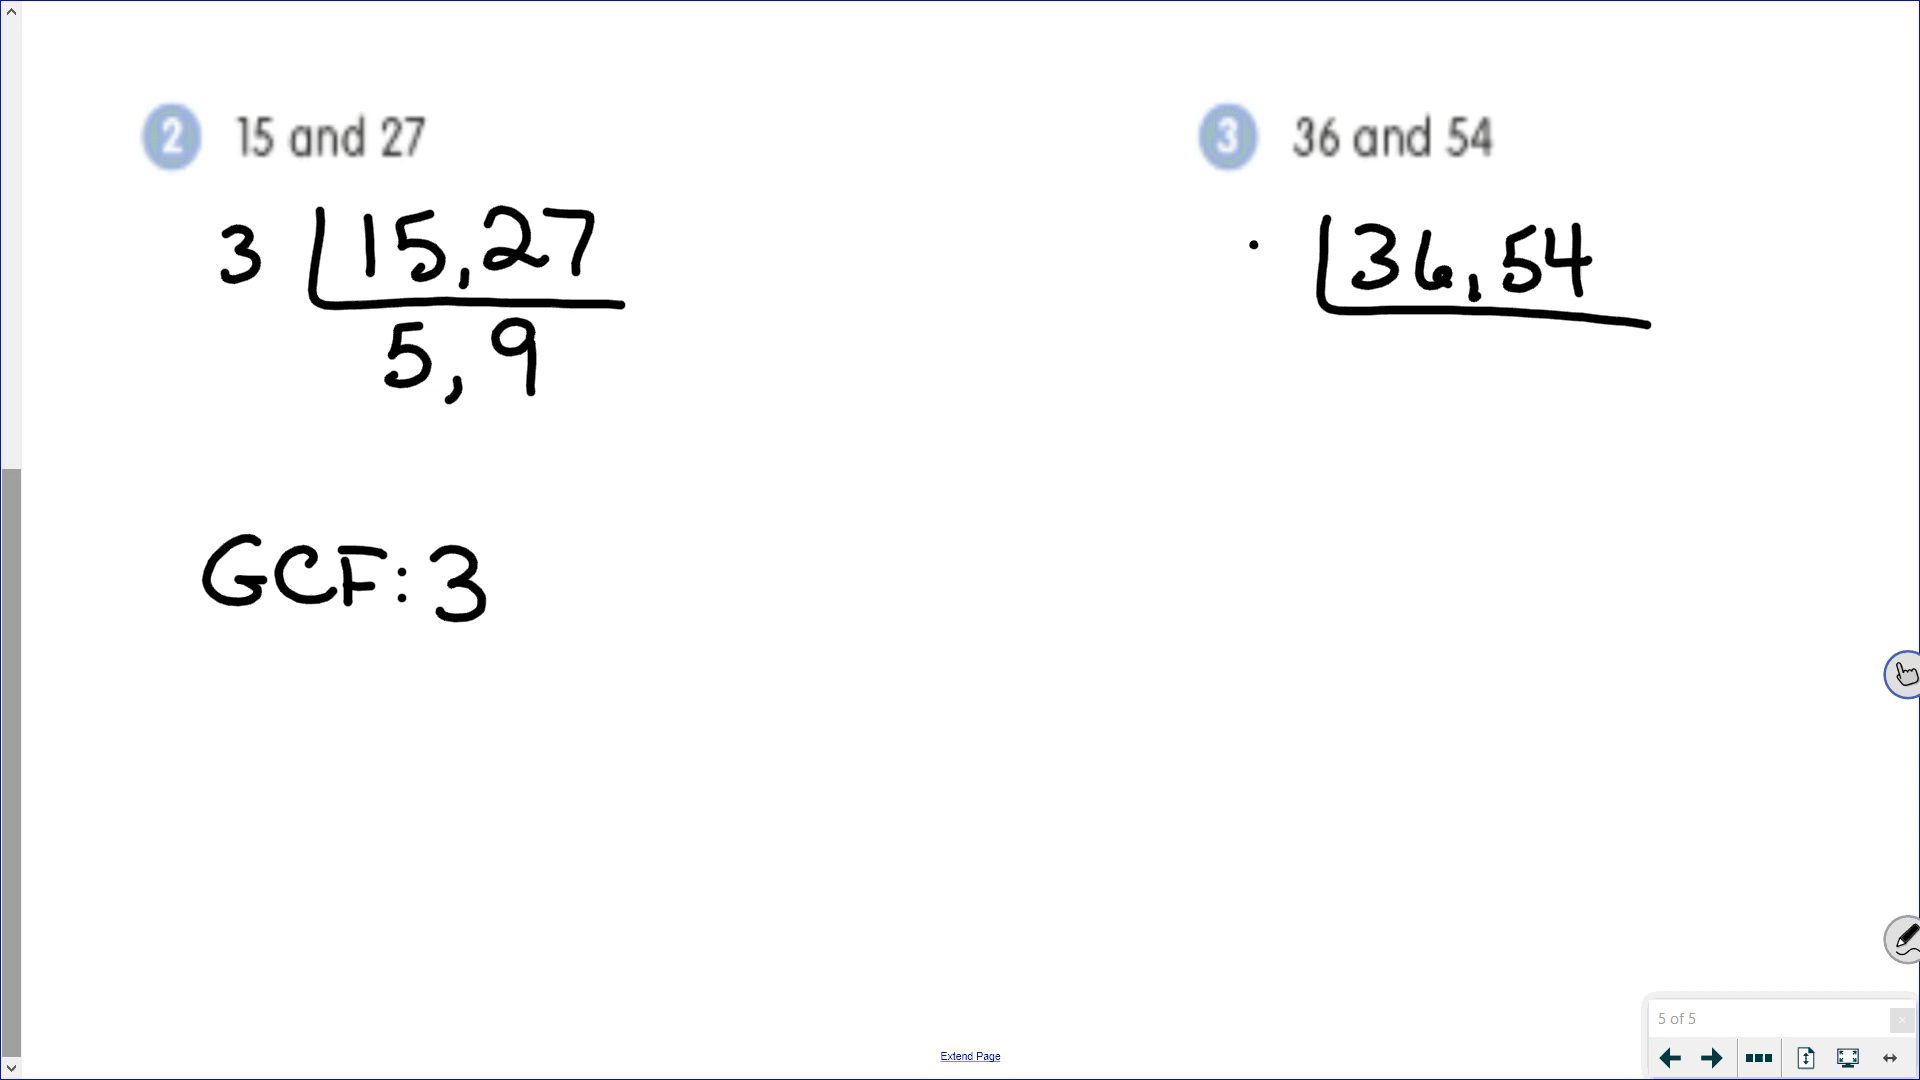 2 15 and 27
3 15,27
5,9
GCF: 3
3 36 and 54
36,54
Extend Page
5 of 5